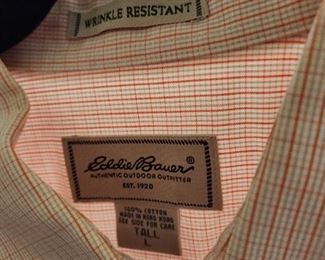 WRINKLE RESISTANT
Eddie Bauer®
AUTHENTIC OUTDOOR OUTFITTER
EST. 1920
100% COTTON
MADE IN HONG KONG
SEE SIDE FOR CARE
TALL
L